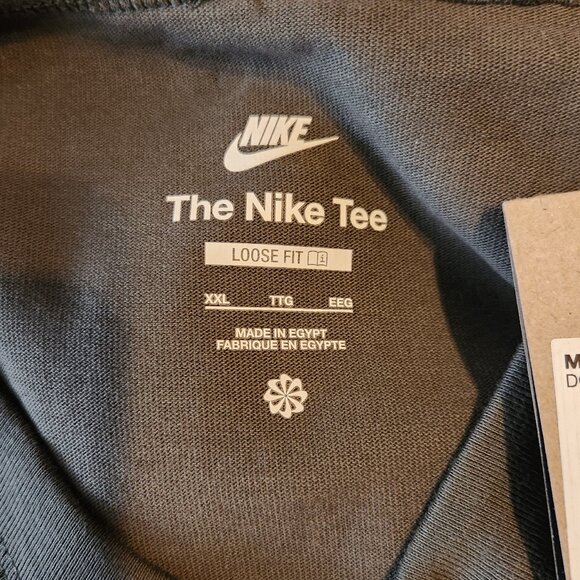 NIKE
The Nike Tee
LOOSE FIT
XXL TTG EEG
MADE IN EGYPT
FABRIQUE EN EGYPTE
M